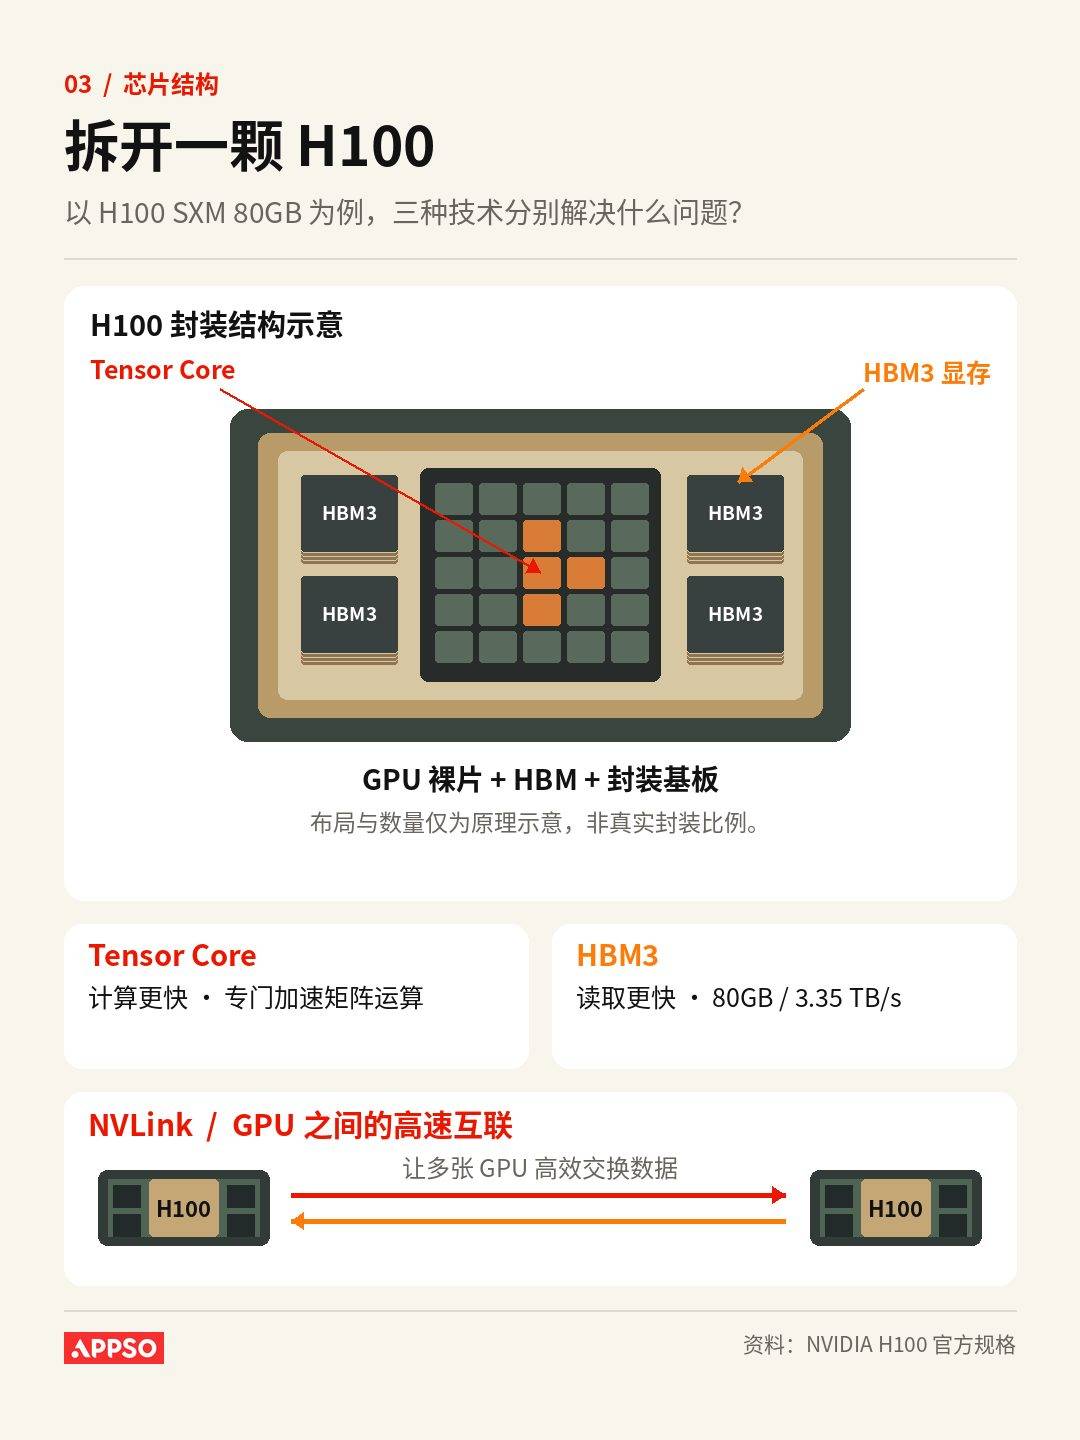 03 / 芯片结构
拆开一颗 H100
以 H100 SXM 80GB 为例，三种技术分别解决什么问题？
H100 封装结构示意
Tensor Core
HBM3 显存
HBM3
HBM3
HBM3
HBM3
GPU 裸片 + HBM + 封装基板
布局与数量仅为原理示意，非真实封装比例。
Tensor Core
计算更快 · 专门加速矩阵运算
HBM3
读取更快 · 80GB / 3.35 TB/s
NVLink / GPU 之间的高速互联
让多张 GPU 高效交换数据
H100
H100
APPSO
资料：NVIDIA H100 官方规格